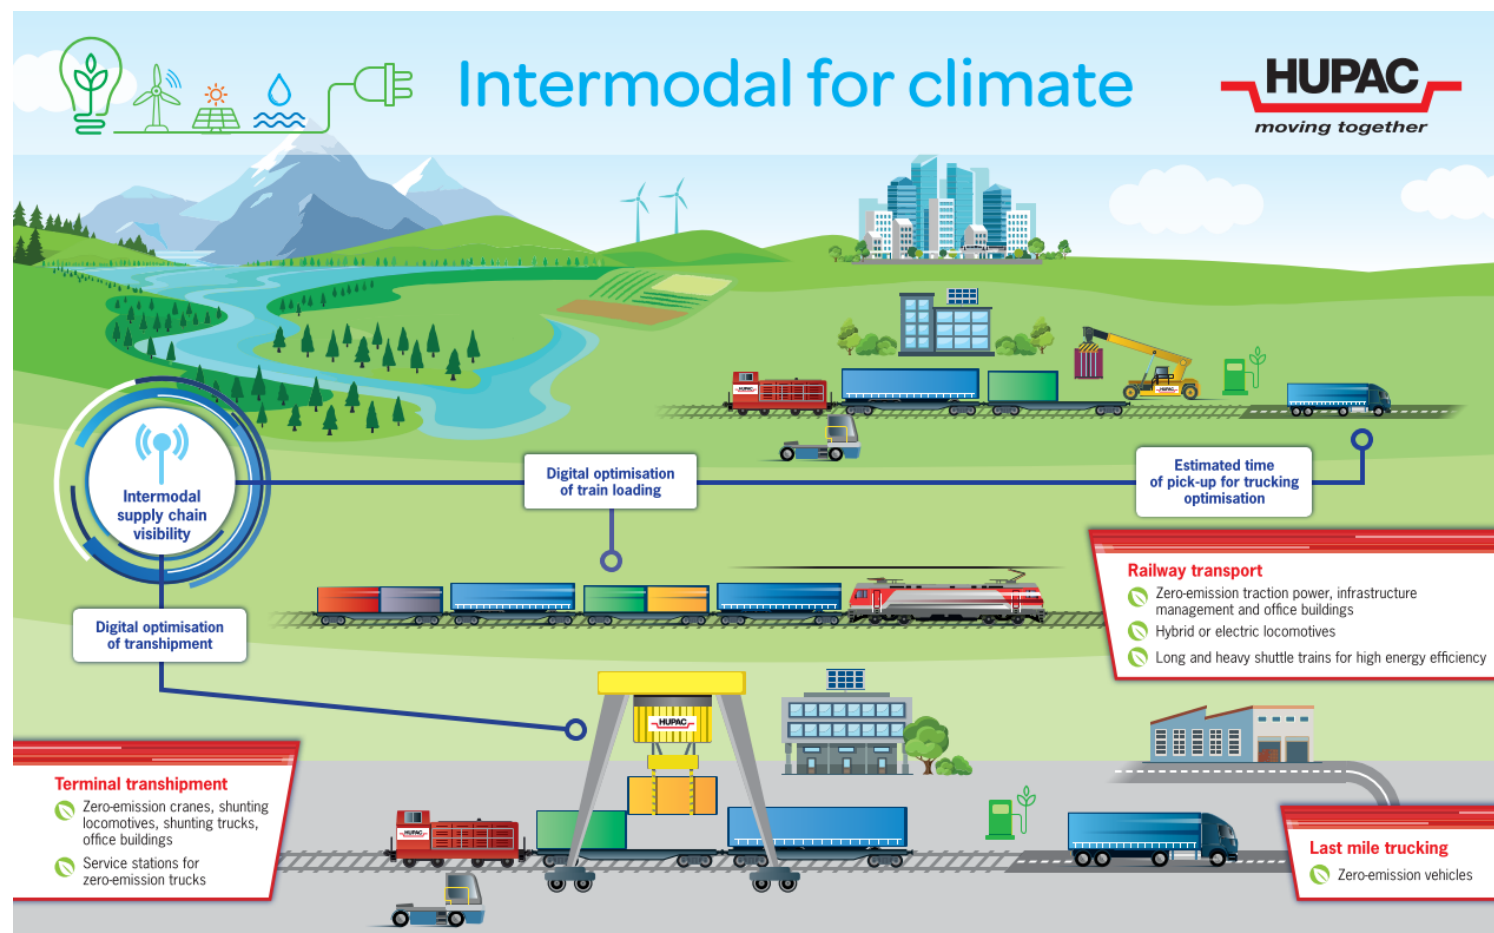 Intermodal for climate
HUPAC
moving together
HUPAC
HUPAC
Intermodal
supply chain
visibility
Digital optimisation
of train loading
Estimated time
of pick-up for trucking
optimisation
Digital optimisation
of transhipment
Railway transport
Zero-emission traction power, infrastructure
management and office buildings
Hybrid or electric locomotives
Long and heavy shuttle trains for high energy efficiency
HUPAC
Terminal transhipment
Zero-emission cranes, shunting
locomotives, shunting trucks,
office buildings
Service stations for
zero-emission trucks
HUPAC
Last mile trucking
Zero-emission vehicles